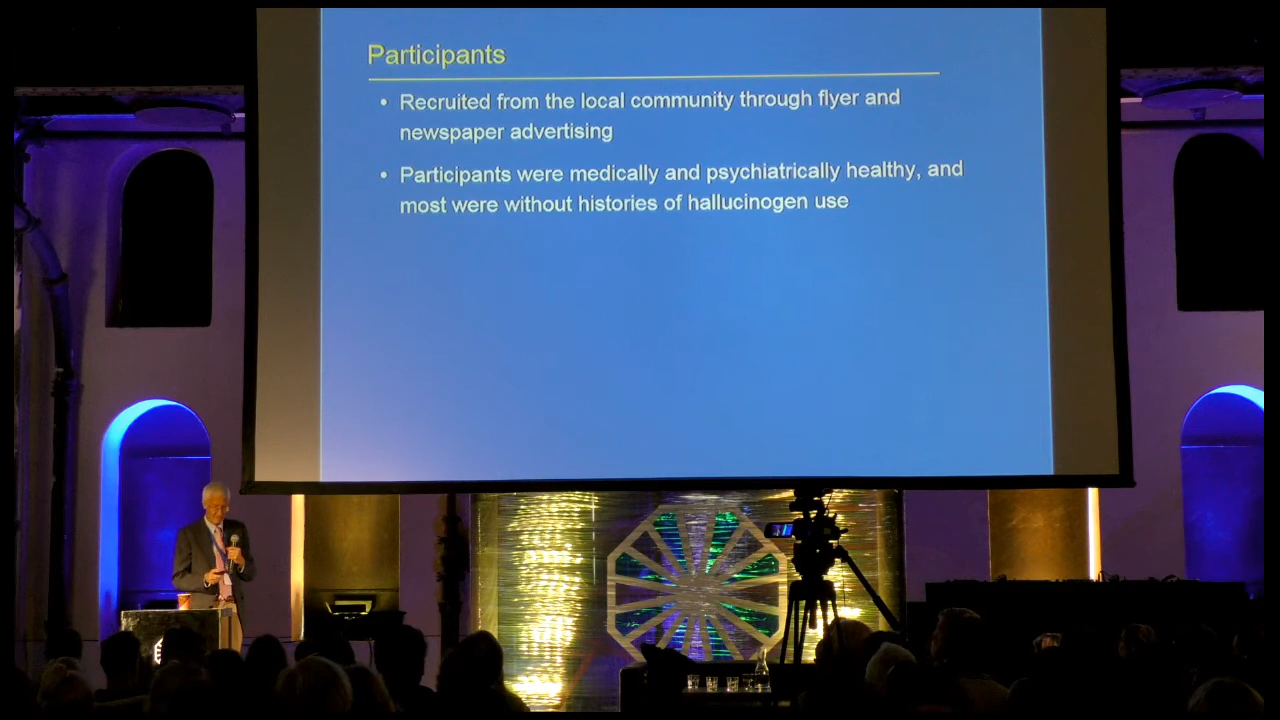 Participants
• Recruited from the local community through flyer and
newspaper advertising
• Participants were medically and psychiatrically healthy, and
most were without histories of hallucinogen use